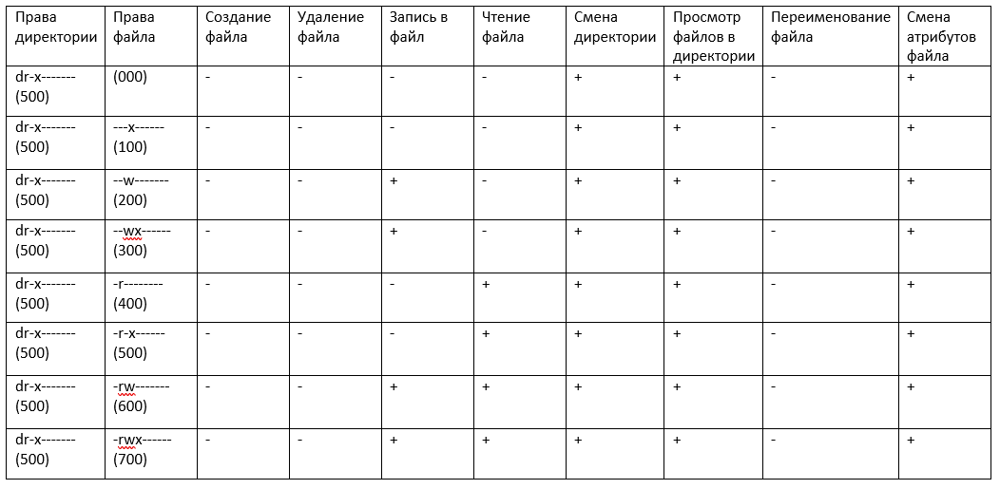 Права директории | Права файла | Создание файла | Удаление файла | Запись в файл | Чтение файла | Смена директории | Просмотр файлов в директории | Переименование файла | Смена атрибутов файла
dr-x------- (500) | (000) | - | - | - | - | + | + | - | +
dr-x------- (500) | ---x------ (100) | - | - | - | - | + | + | - | +
dr-x------- (500) | --w------- (200) | - | - | + | - | + | + | - | +
dr-x------- (500) | --wx------ (300) | - | - | + | - | + | + | - | +
dr-x------- (500) | -r-------- (400) | - | - | - | + | + | + | - | +
dr-x------- (500) | -r-x------ (500) | - | - | - | + | + | + | - | +
dr-x------- (500) | -rw------- (600) | - | - | + | + | + | + | - | +
dr-x------- (500) | -rwx------ (700) | - | - | + | + | + | + | - | +